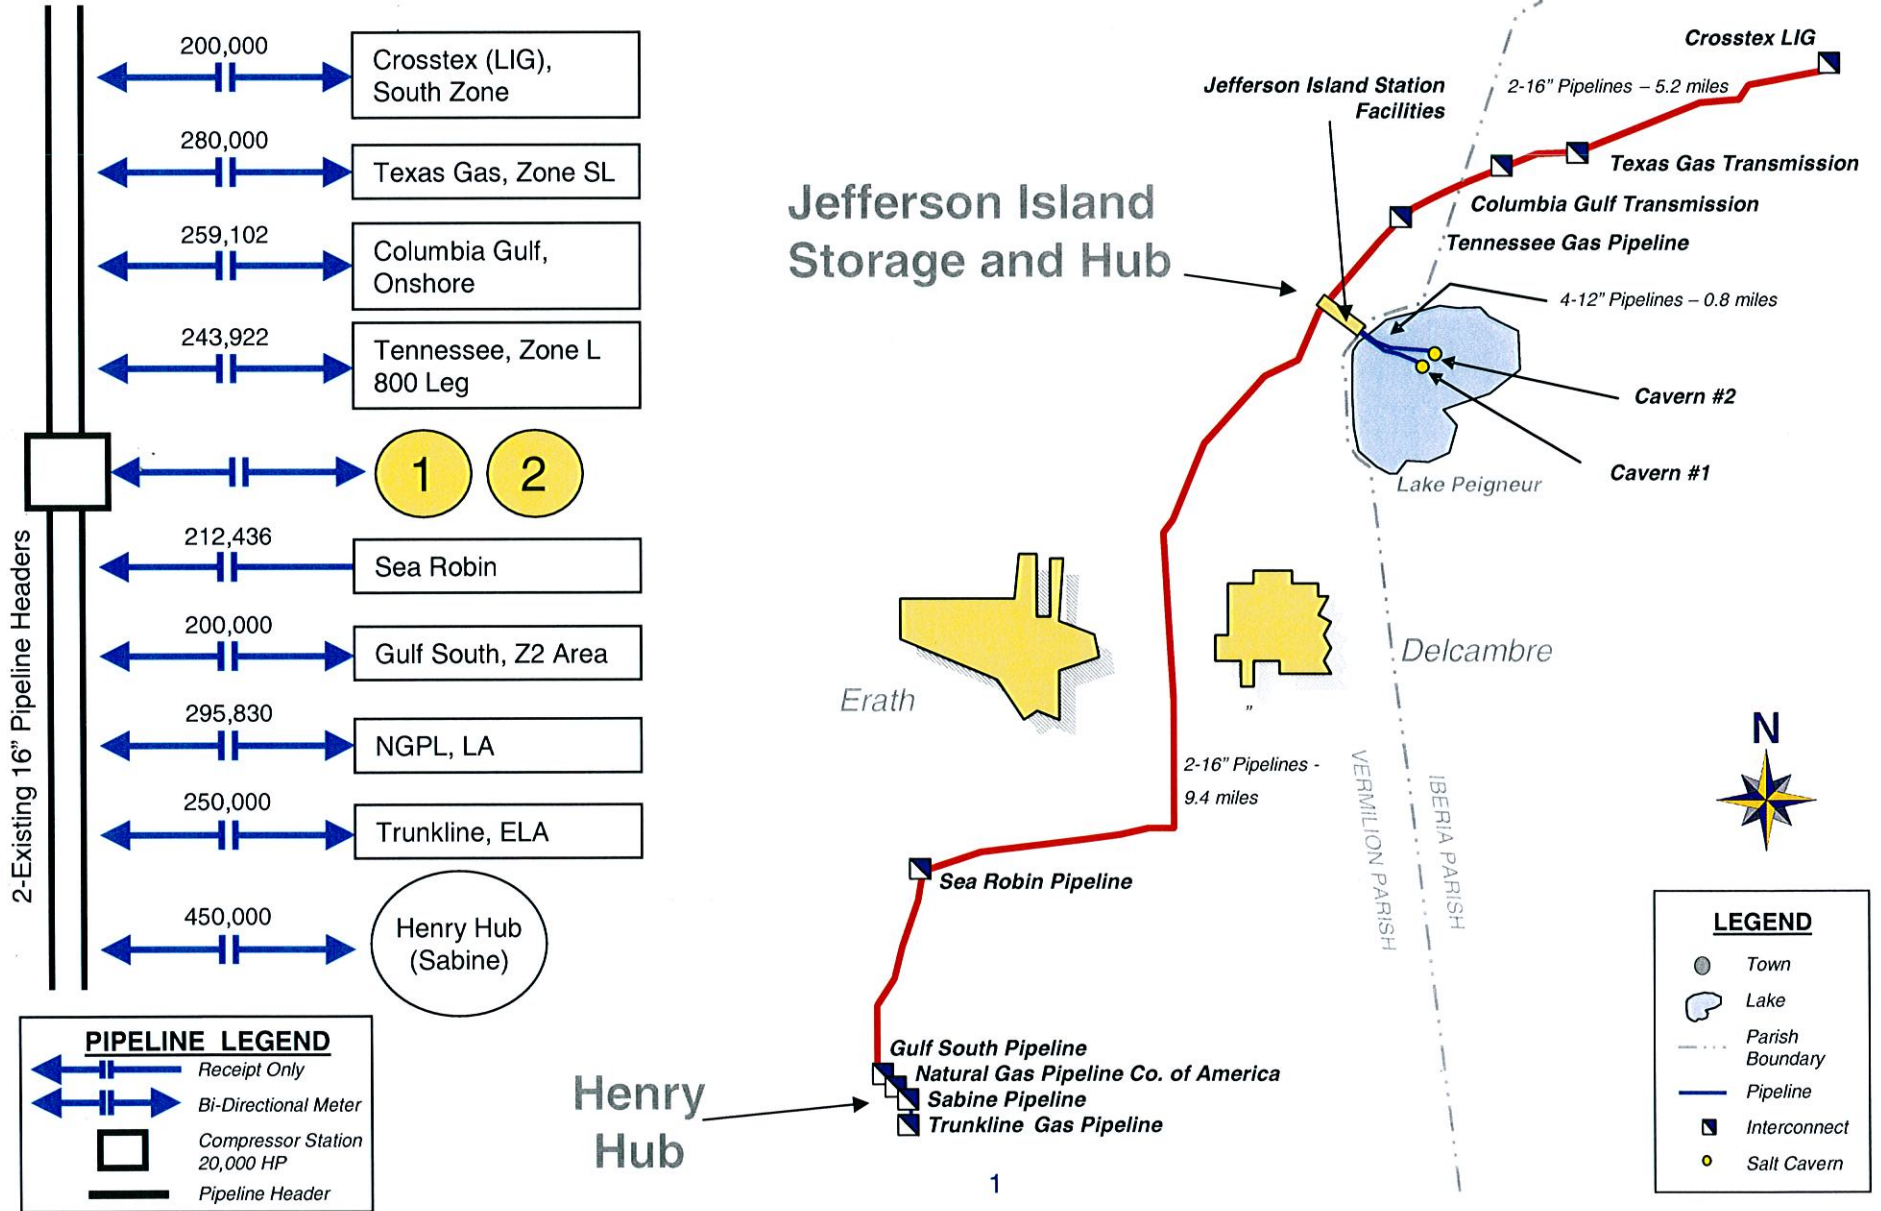 200,000
Crosstex (LIG),
South Zone
280,000
Texas Gas, Zone SL
259,102
Columbia Gulf,
Onshore
243,922
Tennessee, Zone L
800 Leg
1
2
212,436
Sea Robin
200,000
Gulf South, Z2 Area
295,830
NGPL, LA
250,000
Trunkline, ELA
450,000
Henry Hub
(Sabine)
2-Existing 16” Pipeline Headers
PIPELINE LEGEND
Receipt Only
Bi-Directional Meter
Compressor Station
20,000 HP
Pipeline Header
Crosstex LIG
2-16” Pipelines – 5.2 miles
Jefferson Island Station
Facilities
Texas Gas Transmission
Columbia Gulf Transmission
Tennessee Gas Pipeline
Jefferson Island
Storage and Hub
4-12” Pipelines – 0.8 miles
Cavern #2
Cavern #1
Lake Peigneur
Erath
Delcambre
”
2-16” Pipelines -
9.4 miles
VERMILION PARISH
IBERIA PARISH
N
Sea Robin Pipeline
Gulf South Pipeline
Natural Gas Pipeline Co. of America
Sabine Pipeline
Trunkline Gas Pipeline
Henry
Hub
LEGEND
Town
Lake
Parish
Boundary
Pipeline
Interconnect
Salt Cavern
1